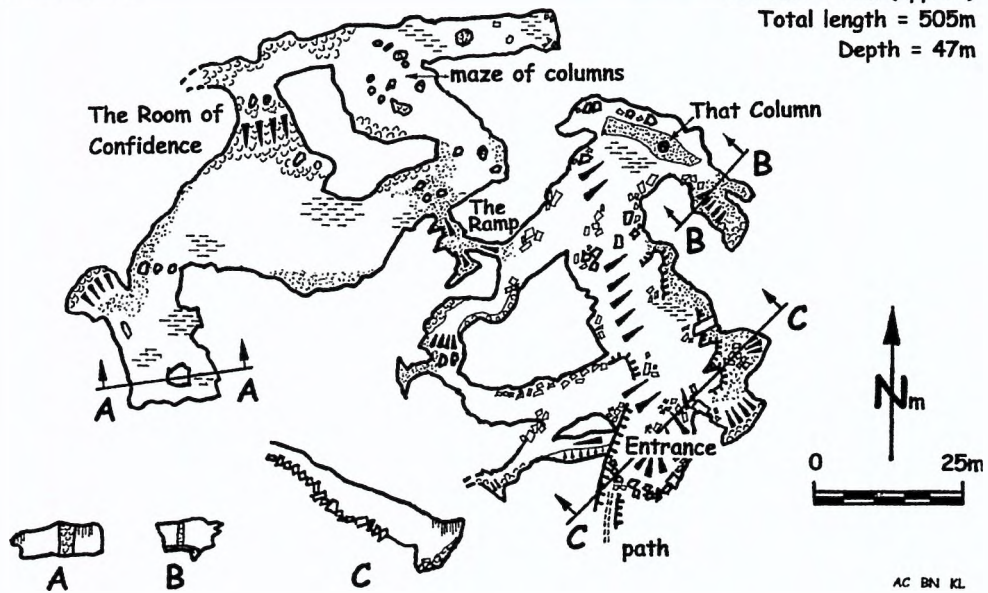 Total length = 505m
Depth = 47m
maze of columns
The Room of
Confidence
That Column
B
B
The
Ramp
C
A
A
Nm
Entrance
0 25m
C
path
A
B
C
AC BN KL